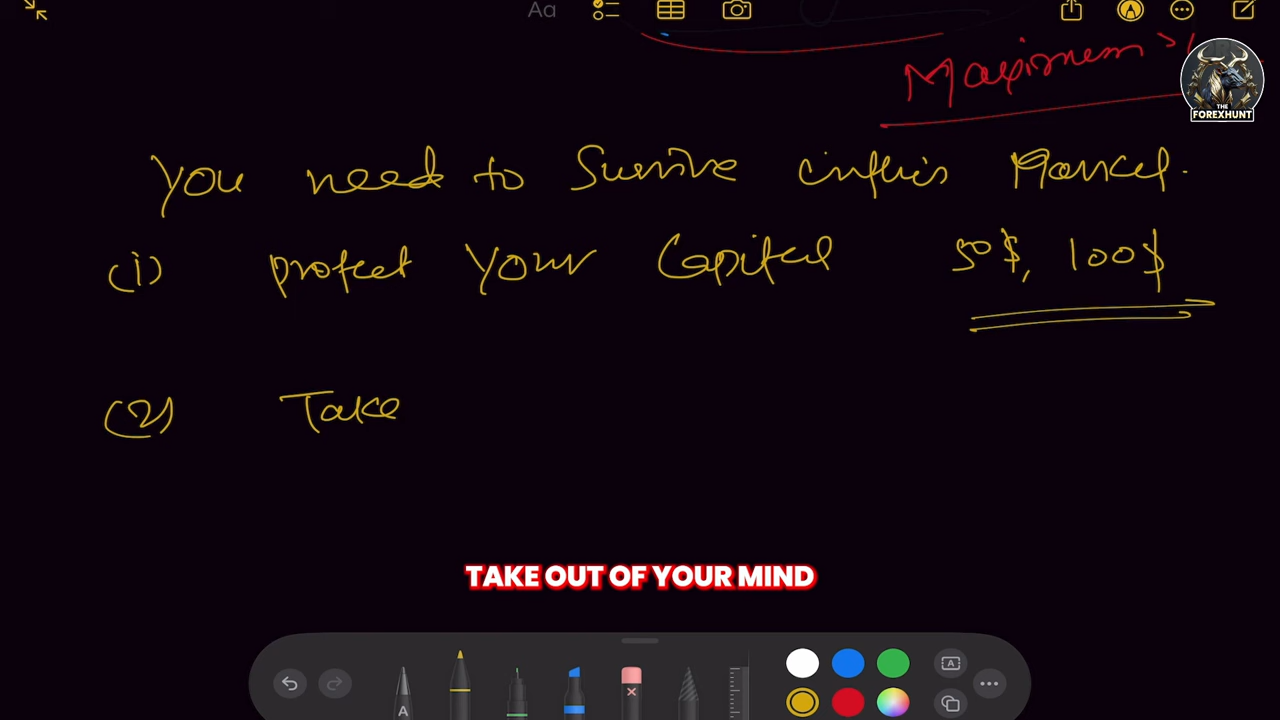 Aa
Maximum
THE
FOREXHUNT
You need to Survive in this Market.
(1) protect Your Capital 50$, 100$
(2) Take
TAKE OUT OF YOUR MIND
A
A